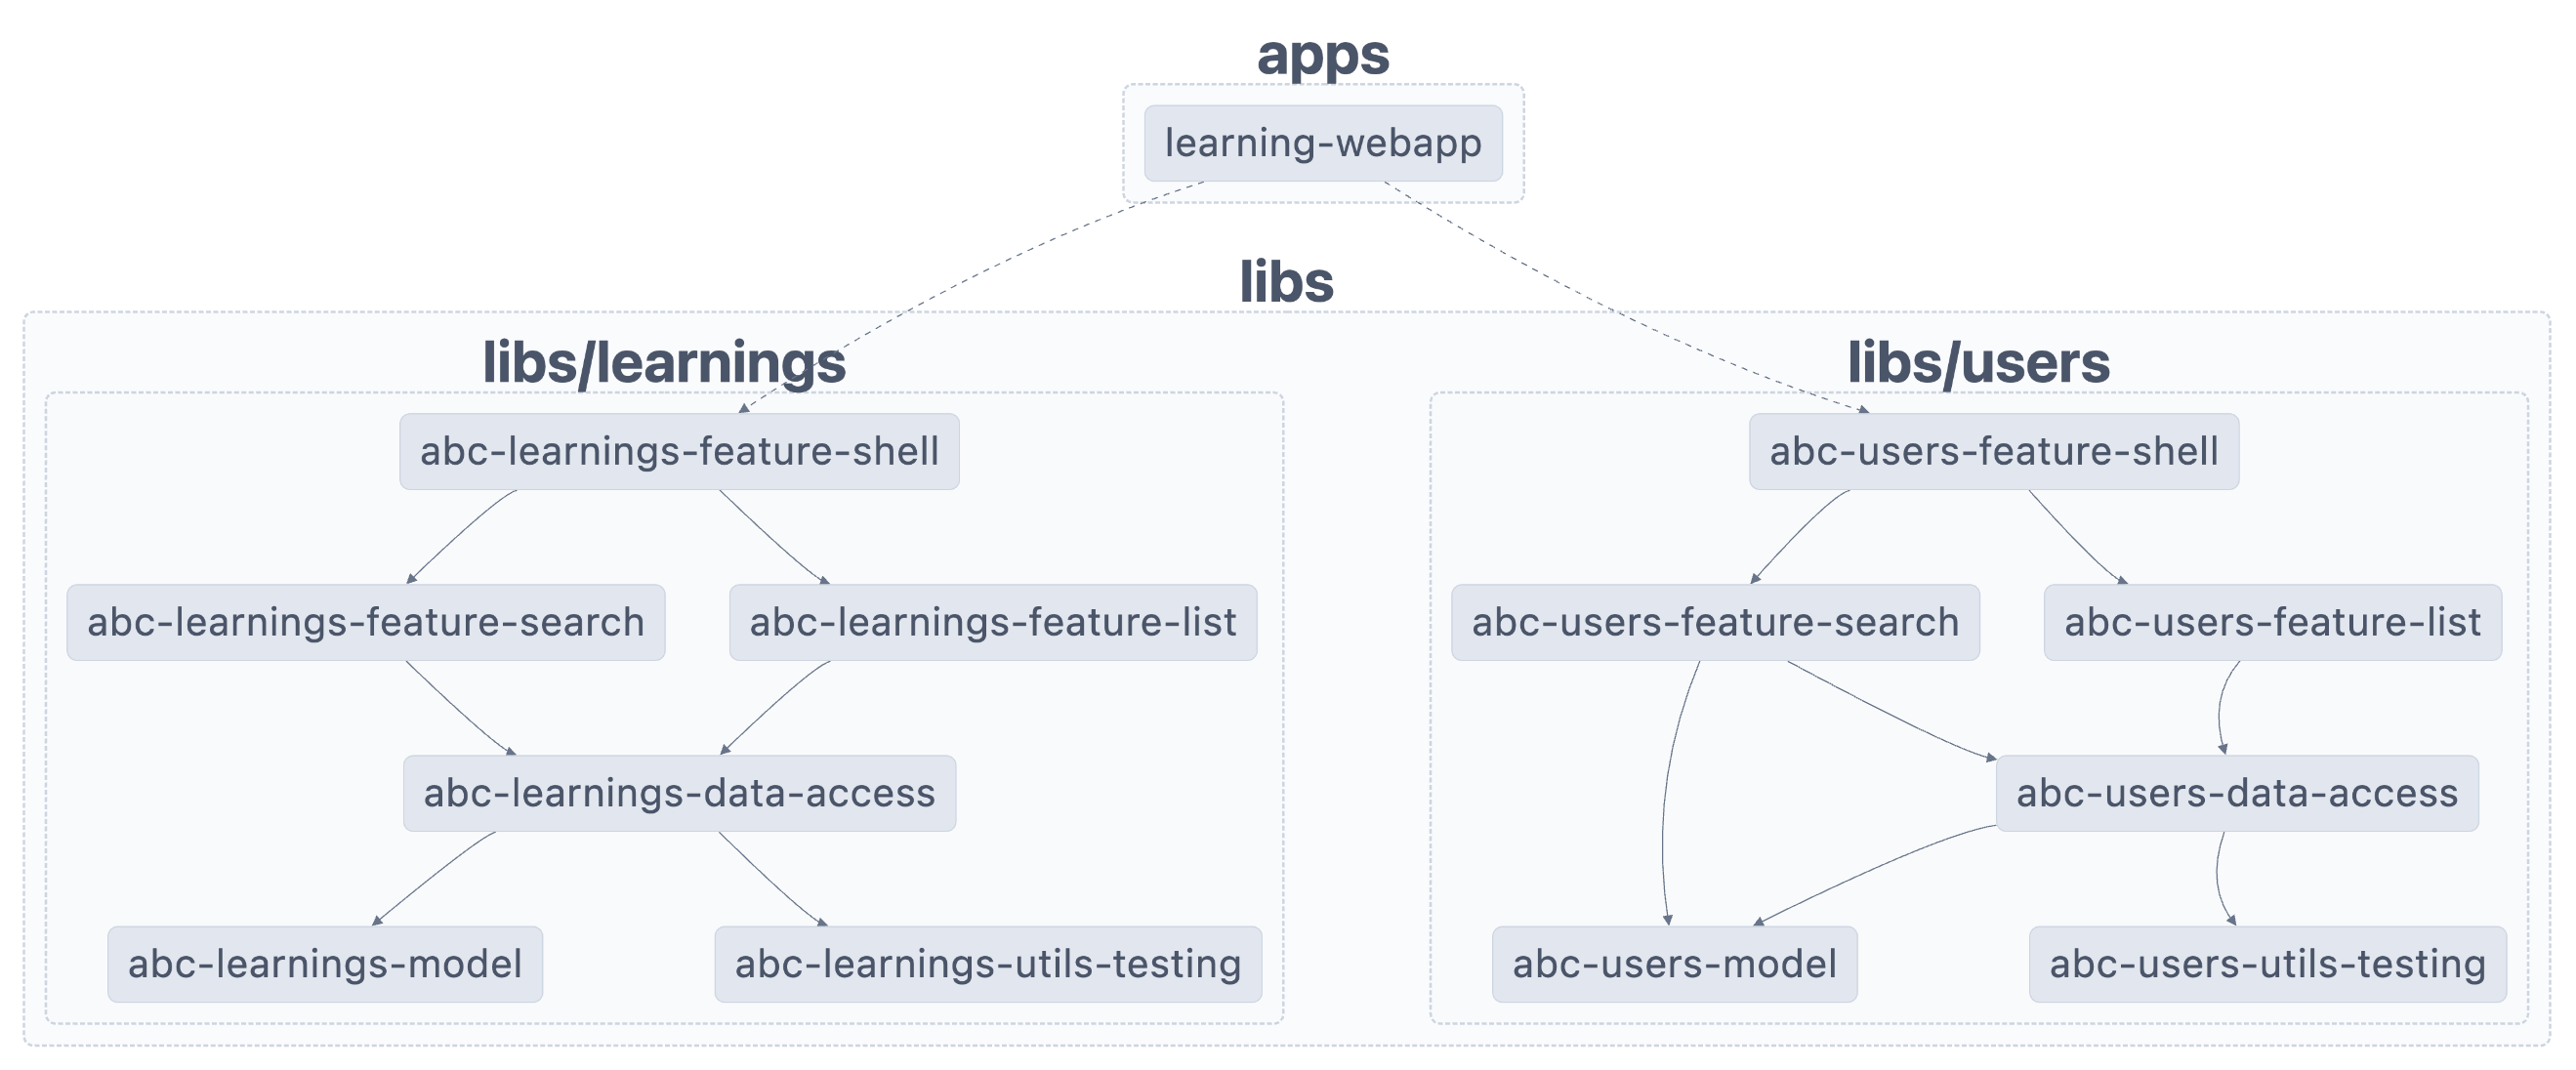 apps
learning-webapp
libs
libs/learnings
libs/users
abc-learnings-feature-shell
abc-users-feature-shell
abc-learnings-feature-search
abc-learnings-feature-list
abc-users-feature-search
abc-users-feature-list
abc-learnings-data-access
abc-users-data-access
abc-learnings-model
abc-learnings-utils-testing
abc-users-model
abc-users-utils-testing